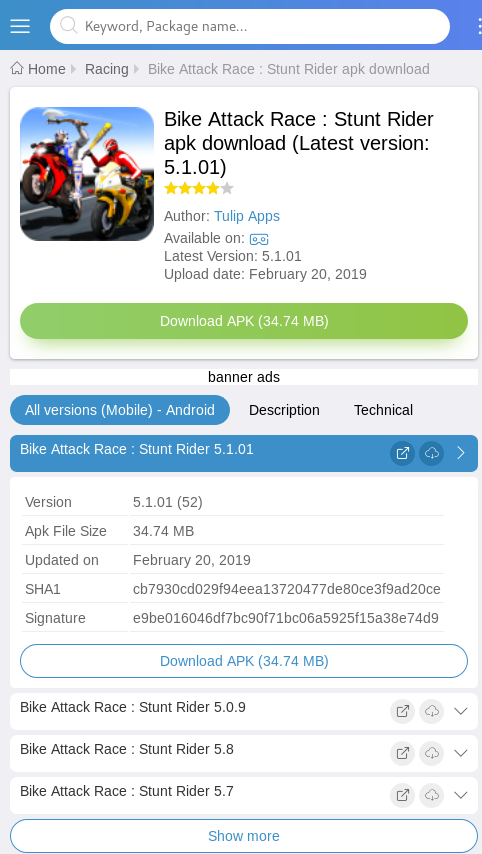 Keyword, Package name...
Home Racing Bike Attack Race : Stunt Rider apk download
Bike Attack Race : Stunt Rider
apk download (Latest version:
5.1.01)
Author: Tulip Apps
Available on:
Latest Version: 5.1.01
Upload date: February 20, 2019
Download APK (34.74 MB)
banner ads
All versions (Mobile) - Android Description Technical
Bike Attack Race : Stunt Rider 5.1.01
Version 5.1.01 (52)
Apk File Size 34.74 MB
Updated on February 20, 2019
SHA1 cb7930cd029f94eea13720477de80ce3f9ad20ce
Signature e9be016046df7bc90f71bc06a5925f15a38e74d9
Download APK (34.74 MB)
Bike Attack Race : Stunt Rider 5.0.9
Bike Attack Race : Stunt Rider 5.8
Bike Attack Race : Stunt Rider 5.7
Show more